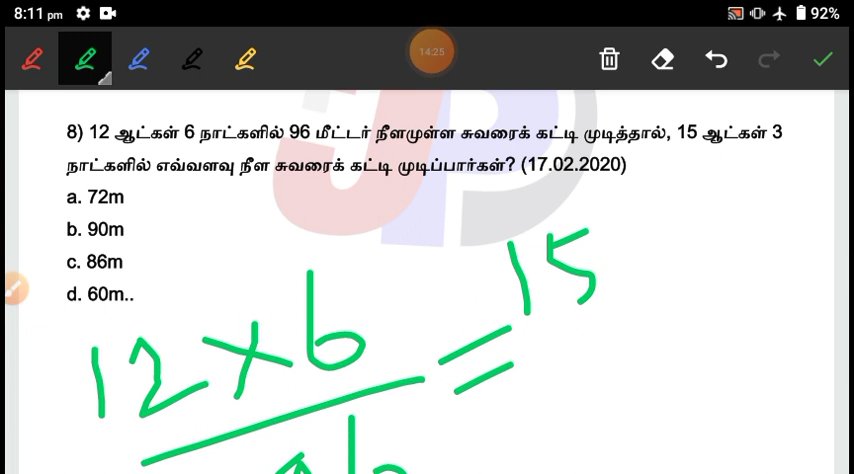 8:11 pm 92%
14:25
8) 12 ஆட்கள் 6 நாட்களில் 96 மீட்டர் நீளமுள்ள சுவரைக் கட்டி முடித்தால், 15 ஆட்கள் 3
நாட்களில் எவ்வளவு நீள சுவரைக் கட்டி முடிப்பார்கள்? (17.02.2020)
a. 72m
b. 90m
c. 86m
d. 60m..
12 × 6 = 15